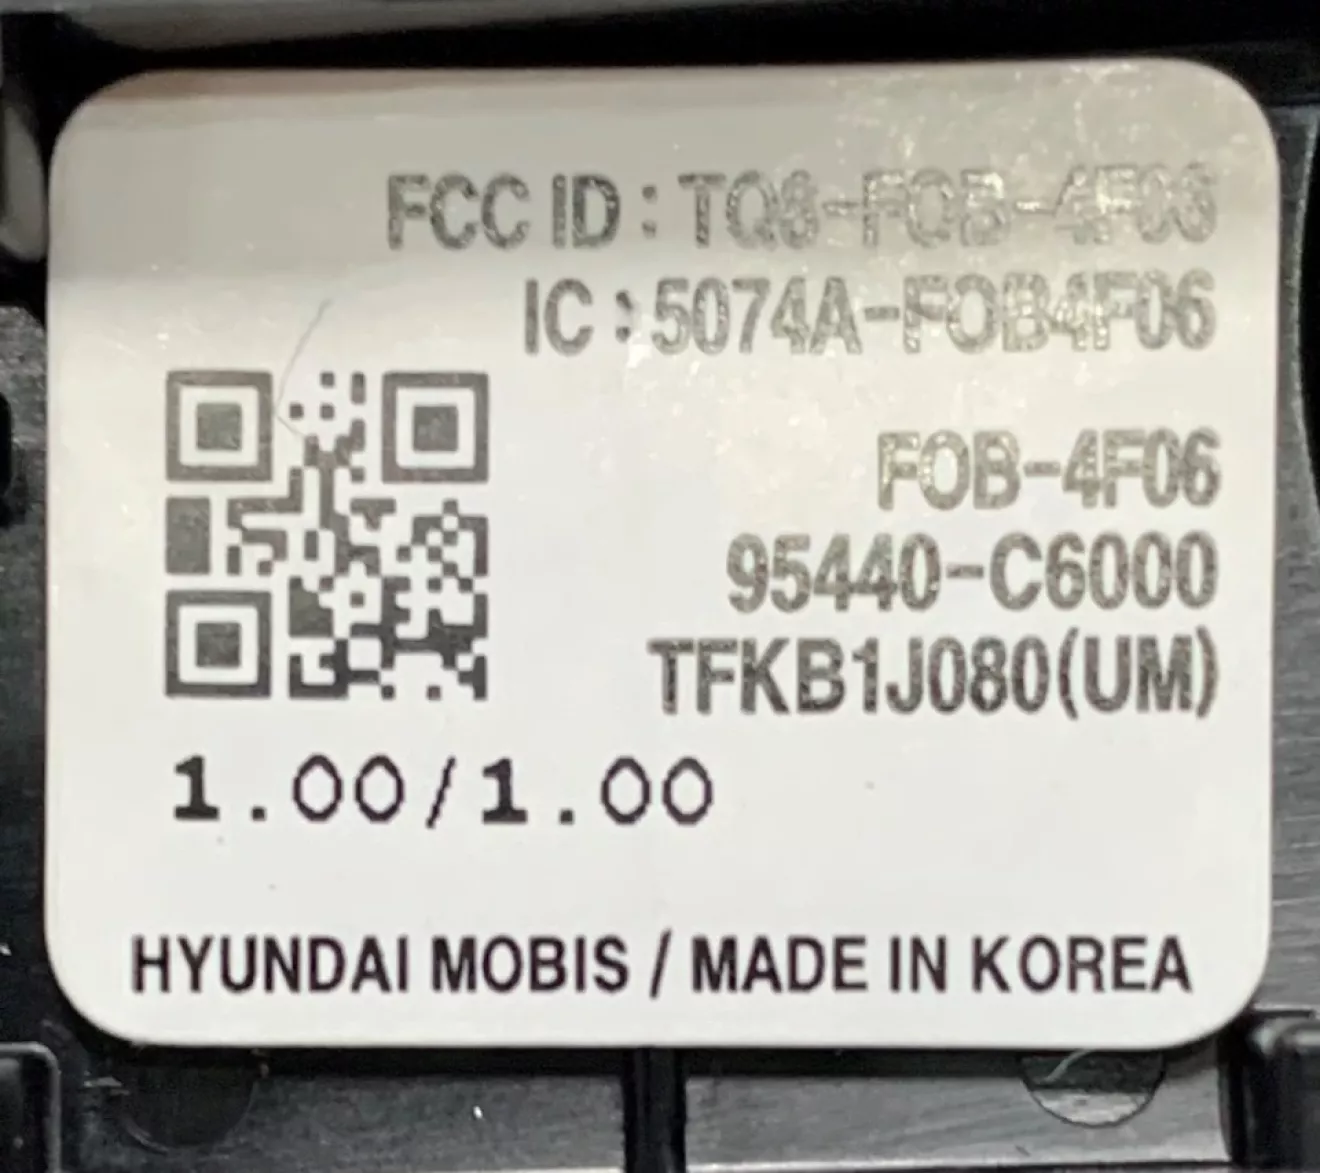 FCC ID : TQ8-FOB-4F06
IC : 5074A-FOB4F06
FOB-4F06
95440-C6000
TFKB1J080(UM)
1.00/1.00
HYUNDAI MOBIS / MADE IN KOREA